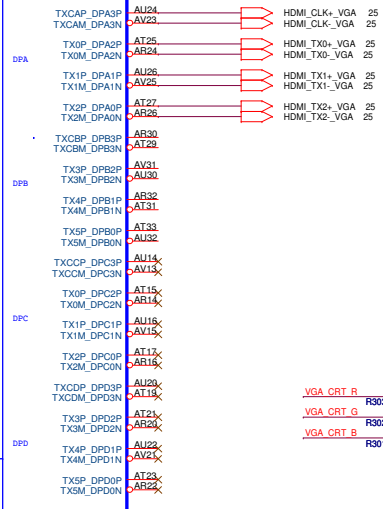 TXCAP_DPA3P AU24 HDMI_CLK+_VGA 25
TXCAM_DPA3N AV23 HDMI_CLK-_VGA 25
TX0P_DPA2P AT25 HDMI_TX0+_VGA 25
TX0M_DPA2N AR24 HDMI_TX0-_VGA 25
DPA
TX1P_DPA1P AU26 HDMI_TX1+_VGA 25
TX1M_DPA1N AV25 HDMI_TX1-_VGA 25
TX2P_DPA0P AT27 HDMI_TX2+_VGA 25
TX2M_DPA0N AR26 HDMI_TX2-_VGA 25
TXCBP_DPB3P AR30
TXCBM_DPB3N AT29
TX3P_DPB2P AV31
TX3M_DPB2N AU30
DPB
TX4P_DPB1P AR32
TX4M_DPB1N AT31
TX5P_DPB0P AT33
TX5M_DPB0N AU32
TXCCP_DPC3P AU14
TXCCM_DPC3N AV13
TX0P_DPC2P AT15
TX0M_DPC2N AR14
DPC
TX1P_DPC1P AU16
TX1M_DPC1N AV15
TX2P_DPC0P AT17
TX2M_DPC0N AR16
TXCDP_DPD3P AU20
TXCDM_DPD3N AT19
VGA_CRT_R
TX3P_DPD2P AT21
TX3M_DPD2N AR20
VGA_CRT_G
DPD
TX4P_DPD1P AU22
TX4M_DPD1N AV21
VGA_CRT_B
TX5P_DPD0P AT23
TX5M_DPD0N AR22